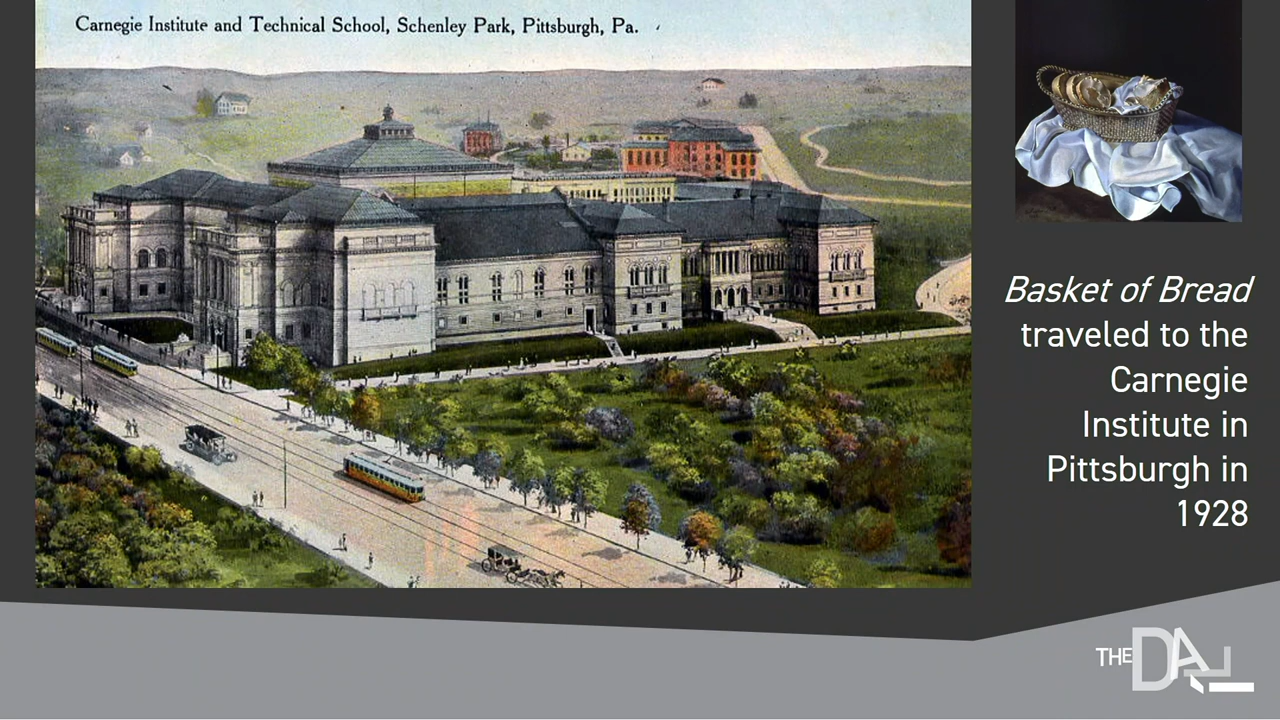 Carnegie Institute and Technical School, Schenley Park, Pittsburgh, Pa.
Basket of Bread
traveled to the
Carnegie
Institute in
Pittsburgh in
1928
THE DALÍ